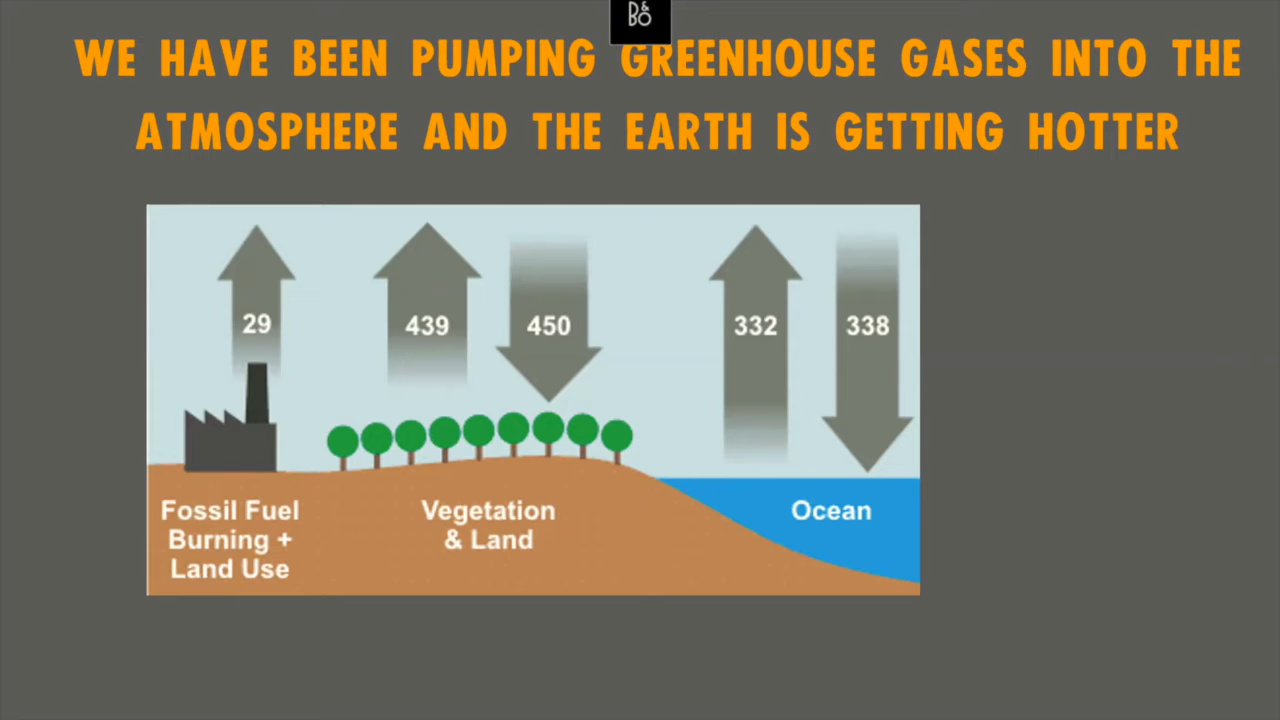 B&O
WE HAVE BEEN PUMPING GREENHOUSE GASES INTO THE
ATMOSPHERE AND THE EARTH IS GETTING HOTTER
29
439
450
332
338
Fossil Fuel
Burning +
Land Use
Vegetation
& Land
Ocean